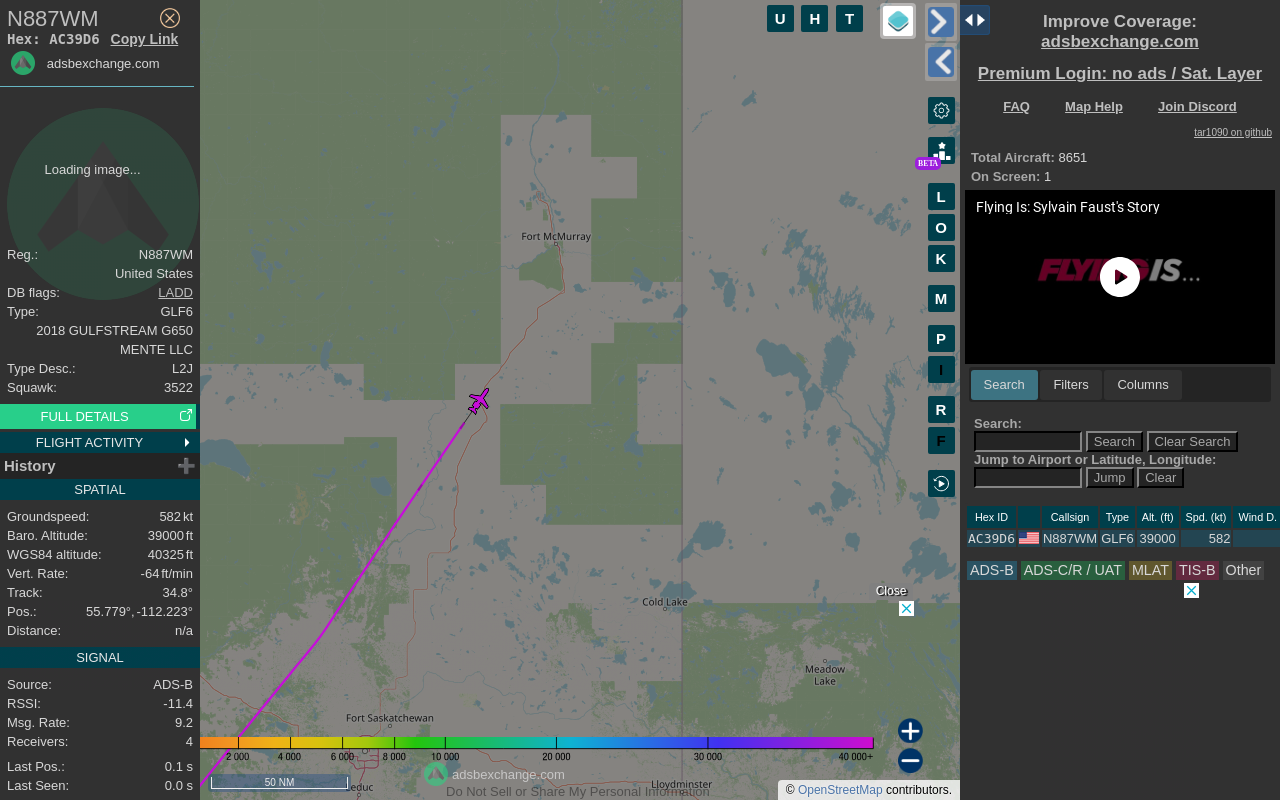 N887WM
Hex: AC39D6 Copy Link
adsbexchange.com
Loading image...
Reg.: N887WM
United States
DB flags: LADD
Type: GLF6
2018 GULFSTREAM G650
MENTE LLC
Type Desc.: L2J
Squawk: 3522
FULL DETAILS
FLIGHT ACTIVITY
History
SPATIAL
Groundspeed: 582 kt
Baro. Altitude: 39000 ft
WGS84 altitude: 40325 ft
Vert. Rate: -64 ft/min
Track: 34.8°
Pos.: 55.779°, -112.223°
Distance: n/a
SIGNAL
Source: ADS-B
RSSI: -11.4
Msg. Rate: 9.2
Receivers: 4
Last Pos.: 0.1 s
Last Seen: 0.0 s
U H T
BETA
L
O
K
M
P
I
R
F
Fort McMurray
Cold Lake
Close
Meadow
Lake
Fort Saskatchewan
2 000 4 000 6 000 8 000 10 000 20 000 30 000 40 000+
50 NM
Leduc
adsbexchange.com
Lloydminster
Do Not Sell or Share My Personal Information
© OpenStreetMap contributors.
Improve Coverage:
adsbexchange.com
Premium Login: no ads / Sat. Layer
FAQ Map Help Join Discord
tar1090 on github
Total Aircraft: 8651
On Screen: 1
Flying Is: Sylvain Faust's Story
FLYING IS...
Search Filters Columns
Search:
Search Clear Search
Jump to Airport or Latitude, Longitude:
Jump Clear
Hex ID Callsign Type Alt. (ft) Spd. (kt) Wind D.
AC39D6 N887WM GLF6 39000 582
ADS-B ADS-C/R / UAT MLAT TIS-B Other